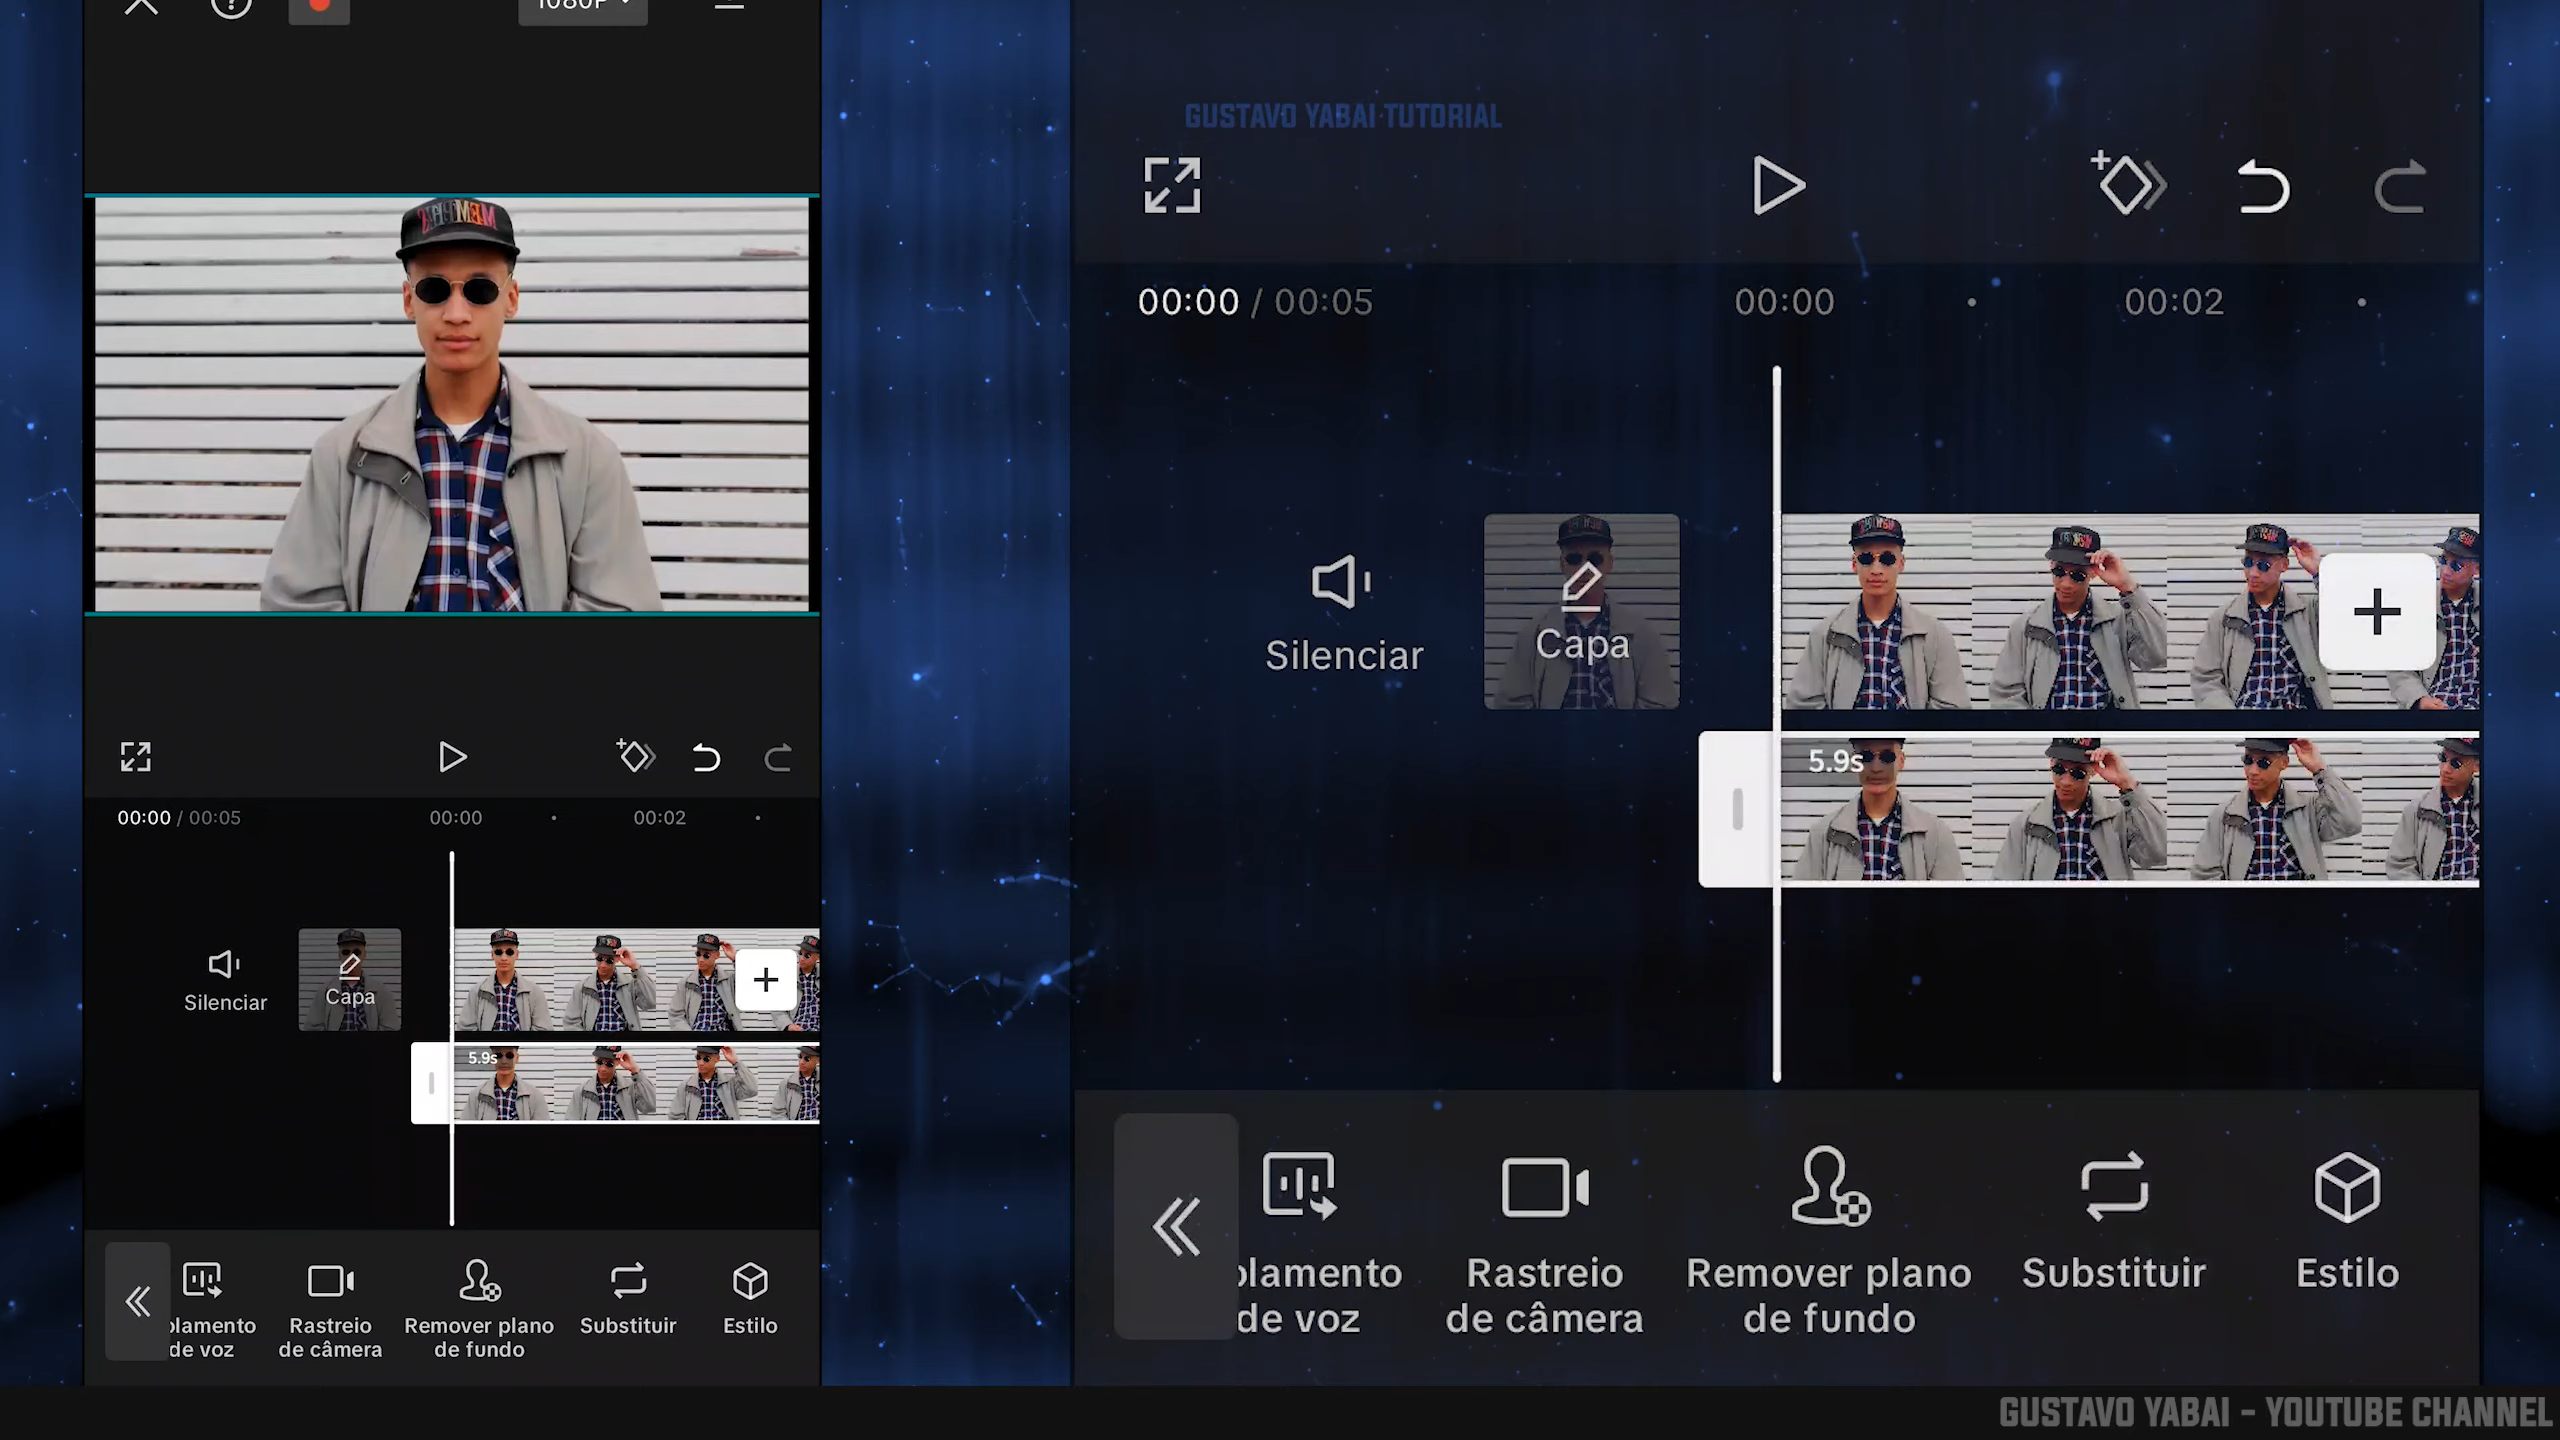 1080P
GUSTAVO YABAI TUTORIAL
00:00 / 00:05
00:00
00:02
Silenciar
Capa
5.9s
de voz
Rastreio
de câmera
Remover plano
de fundo
Substituir
Estilo
00:00 / 00:05
00:00
00:02
Silenciar
Capa
5.9s
olamento
de voz
Rastreio
de câmera
Remover plano
de fundo
Substituir
Estilo
GUSTAVO YABAI - YOUTUBE CHANNEL